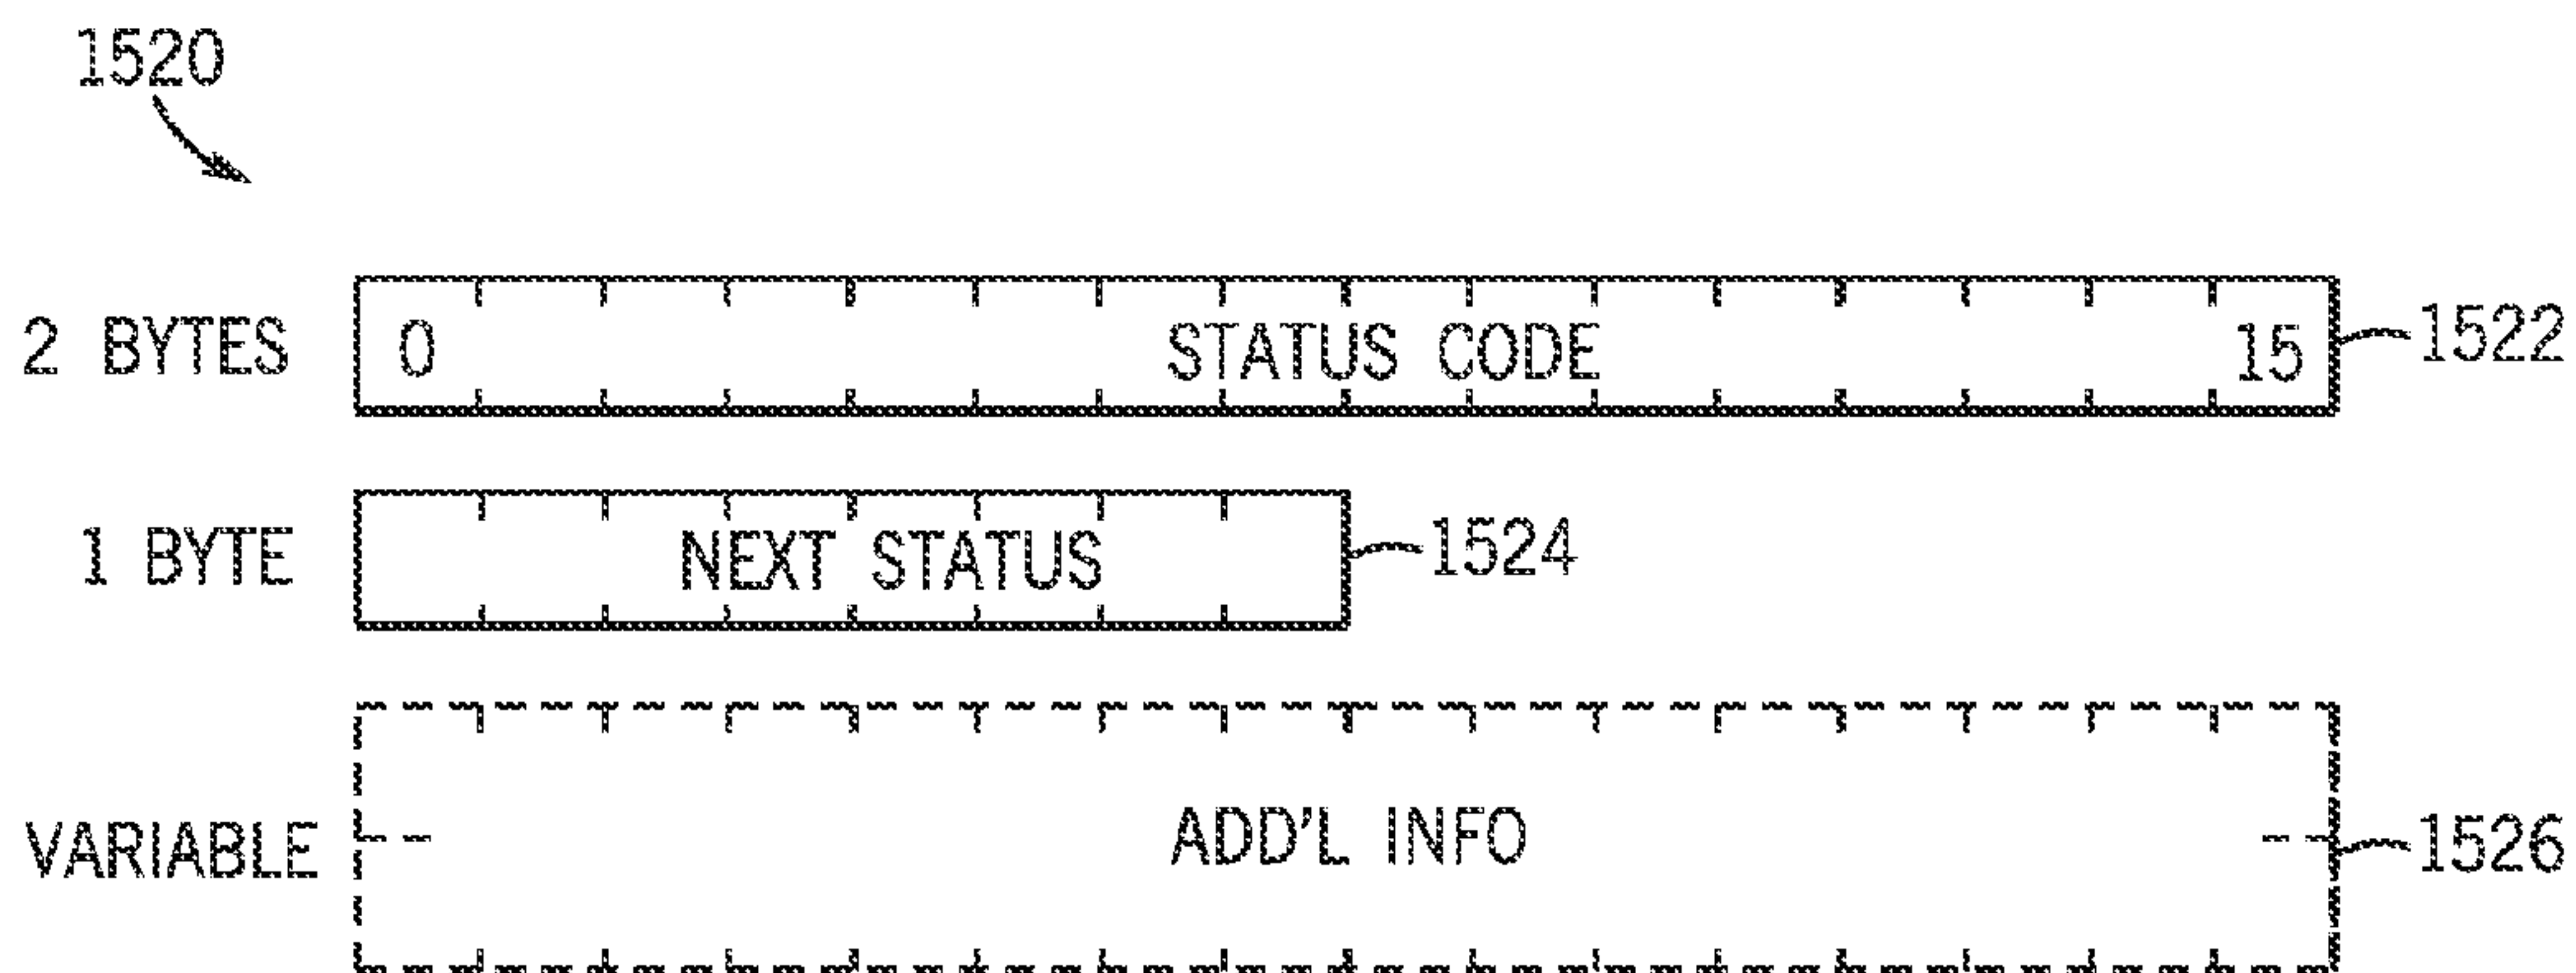 1520
2 BYTES 0 STATUS CODE 15 1522
1 BYTE NEXT STATUS 1524
VARIABLE ADD'L INFO 1526